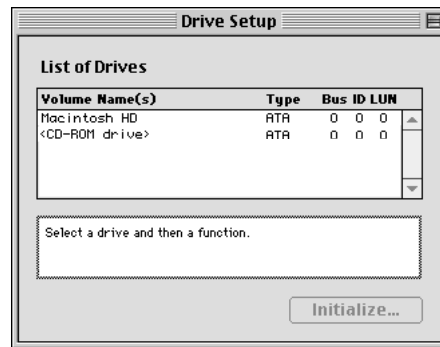 Drive Setup
List of Drives
Volume Name(s) Type Bus ID LUN
Macintosh HD ATA 0 0 0
<CD-ROM drive> ATA 0 0 0
Select a drive and then a function.
Initialize...